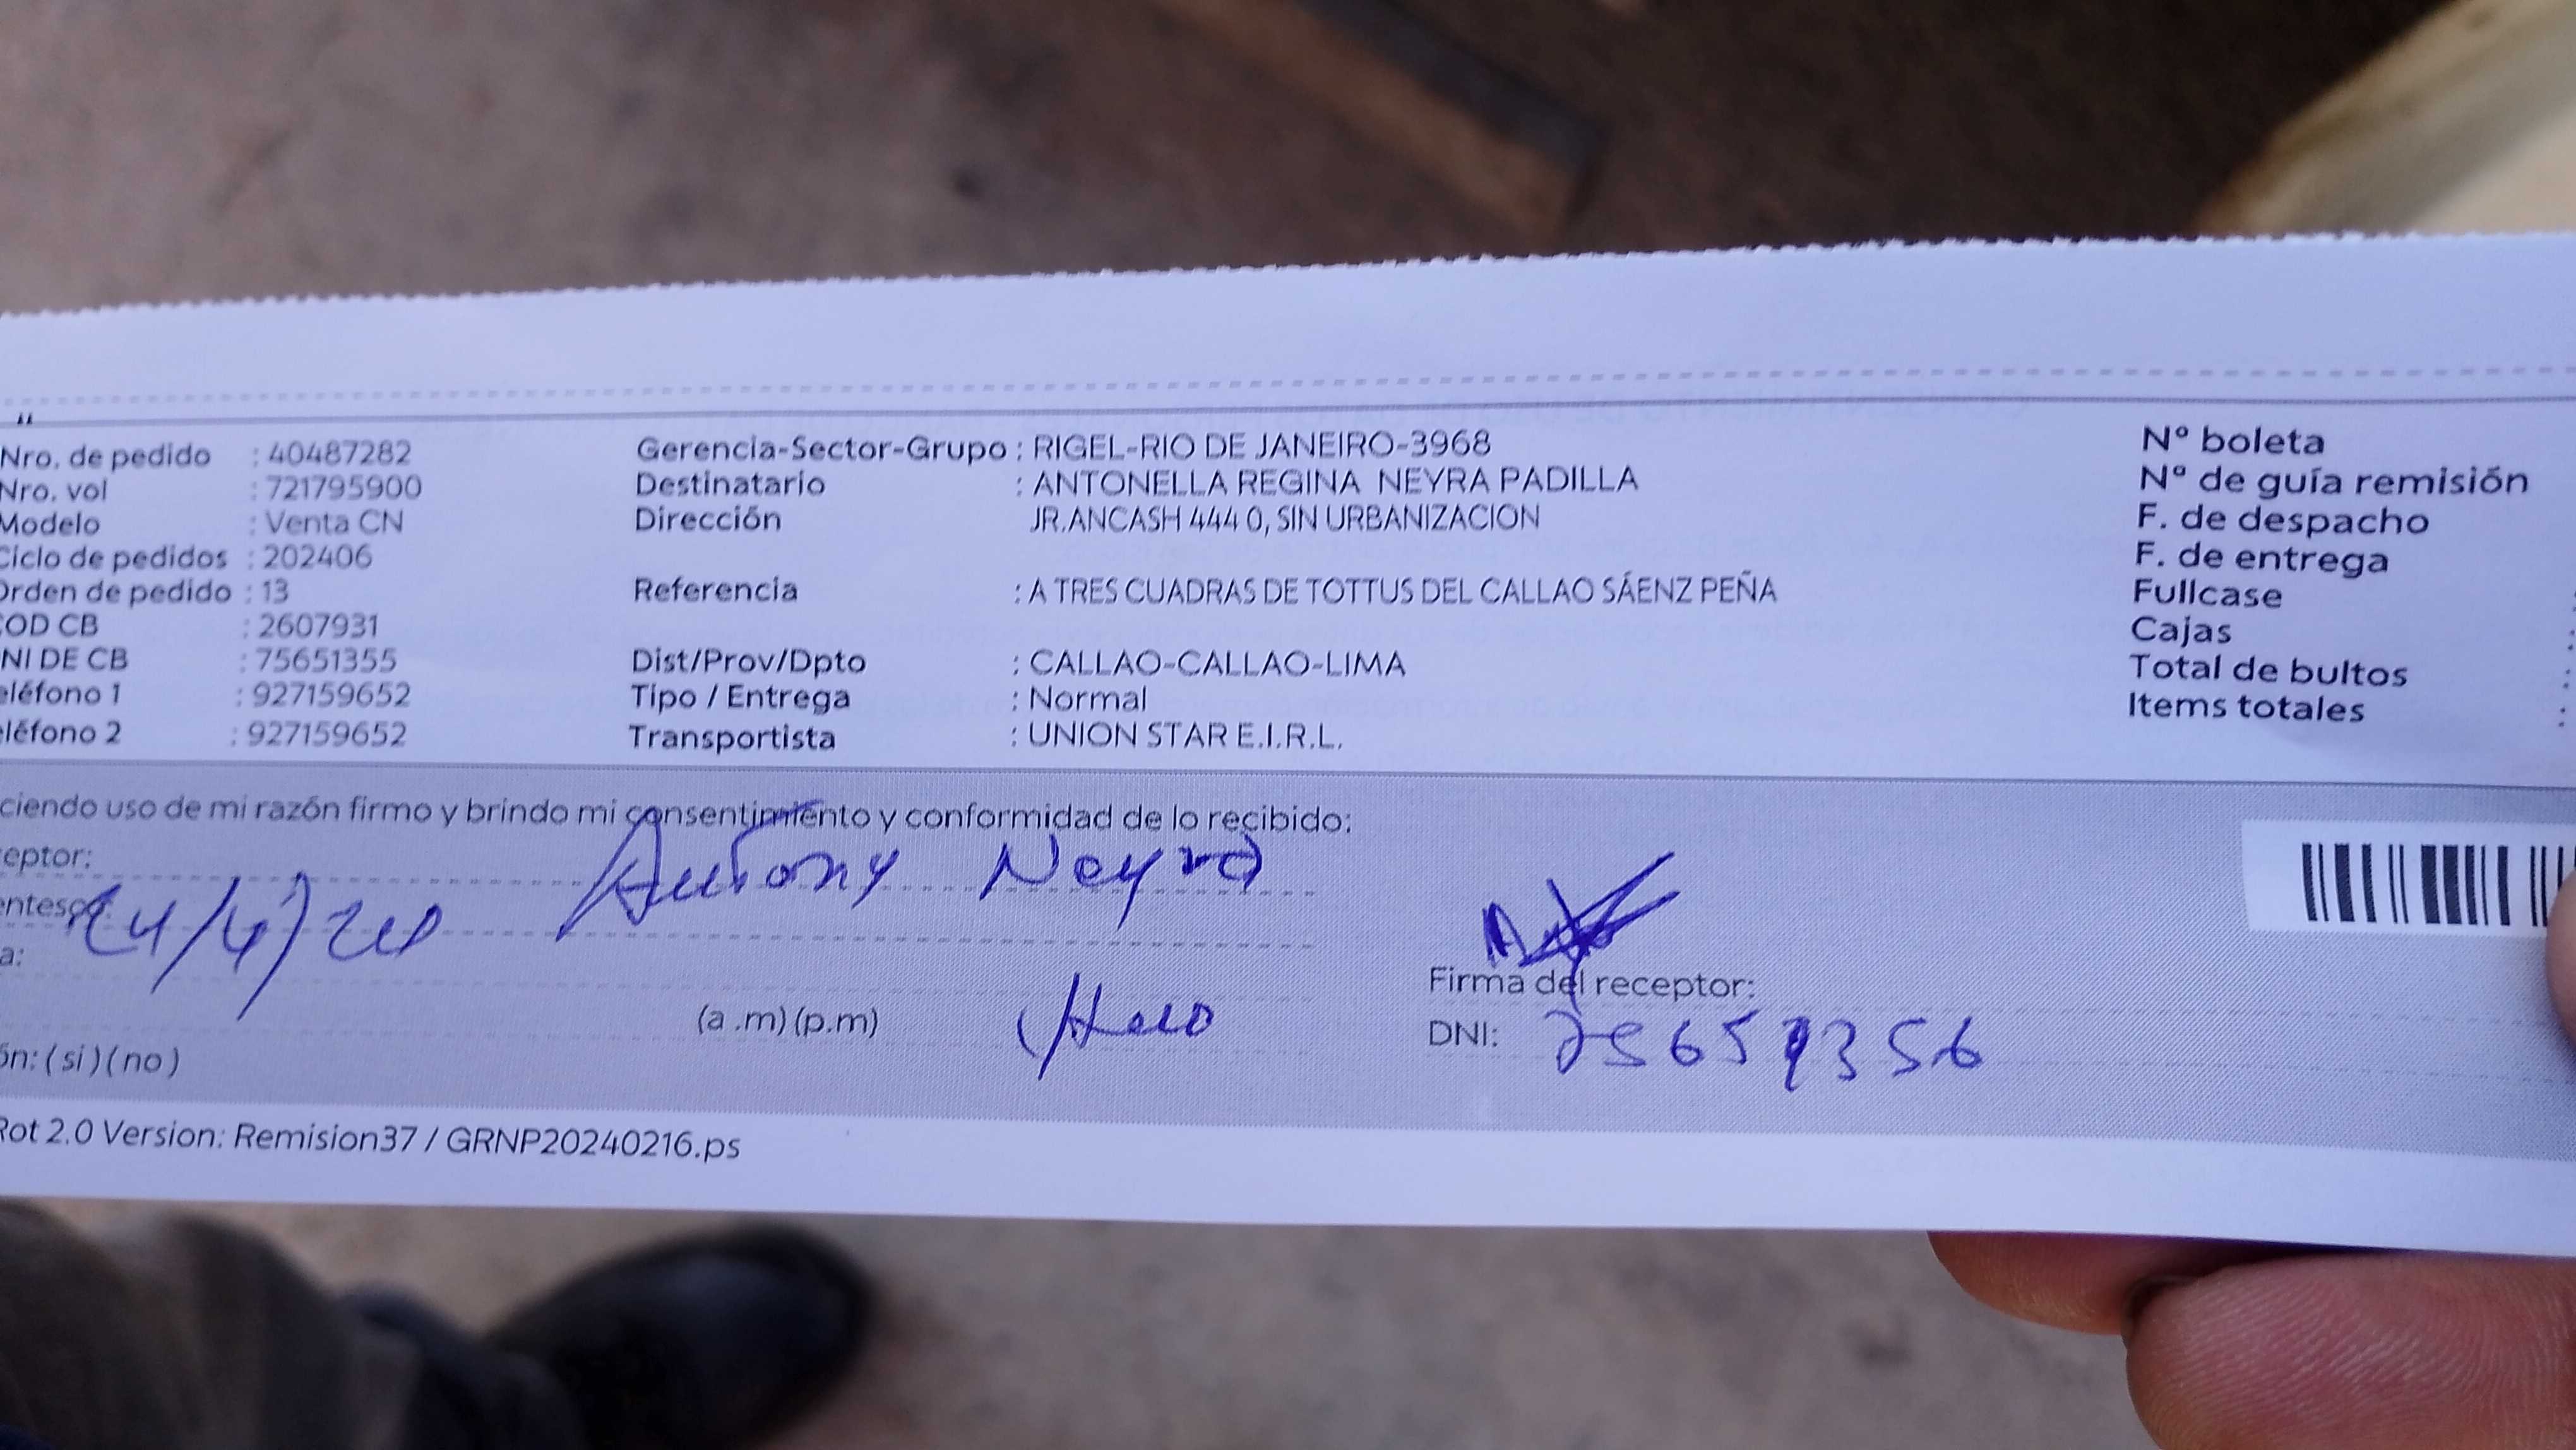 Nro. de pedido : 40487282 Gerencia-Sector-Grupo : RIGEL-RIO DE JANEIRO-3968 N° boleta
Nro. vol : 721795900 Destinatario : ANTONELLA REGINA NEYRA PADILLA N° de guía remisión
Modelo : Venta CN Dirección JR.ANCASH 444 0, SIN URBANIZACION F. de despacho
Ciclo de pedidos : 202406 F. de entrega
Orden de pedido : 13 Referencia : A TRES CUADRAS DE TOTTUS DEL CALLAO SÁENZ PEÑA Fullcase
COD CB : 2607931 Cajas
NI DE CB : 75651355 Dist/Prov/Dpto : CALLAO-CALLAO-LIMA Total de bultos
eléfono 1 : 927159652 Tipo / Entrega : Normal Items totales
eléfono 2 : 927159652 Transportista : UNION STAR E.I.R.L.
ciendo uso de mi razón firmo y brindo mi consentimiento y conformidad de lo recibido:
eptor: Antony Neyra
entesco:
a:
Firma del receptor:
(a .m) (p.m) DNI:
ón: ( si ) ( no )
Rot 2.0 Version: Remision37 / GRNP20240216.ps